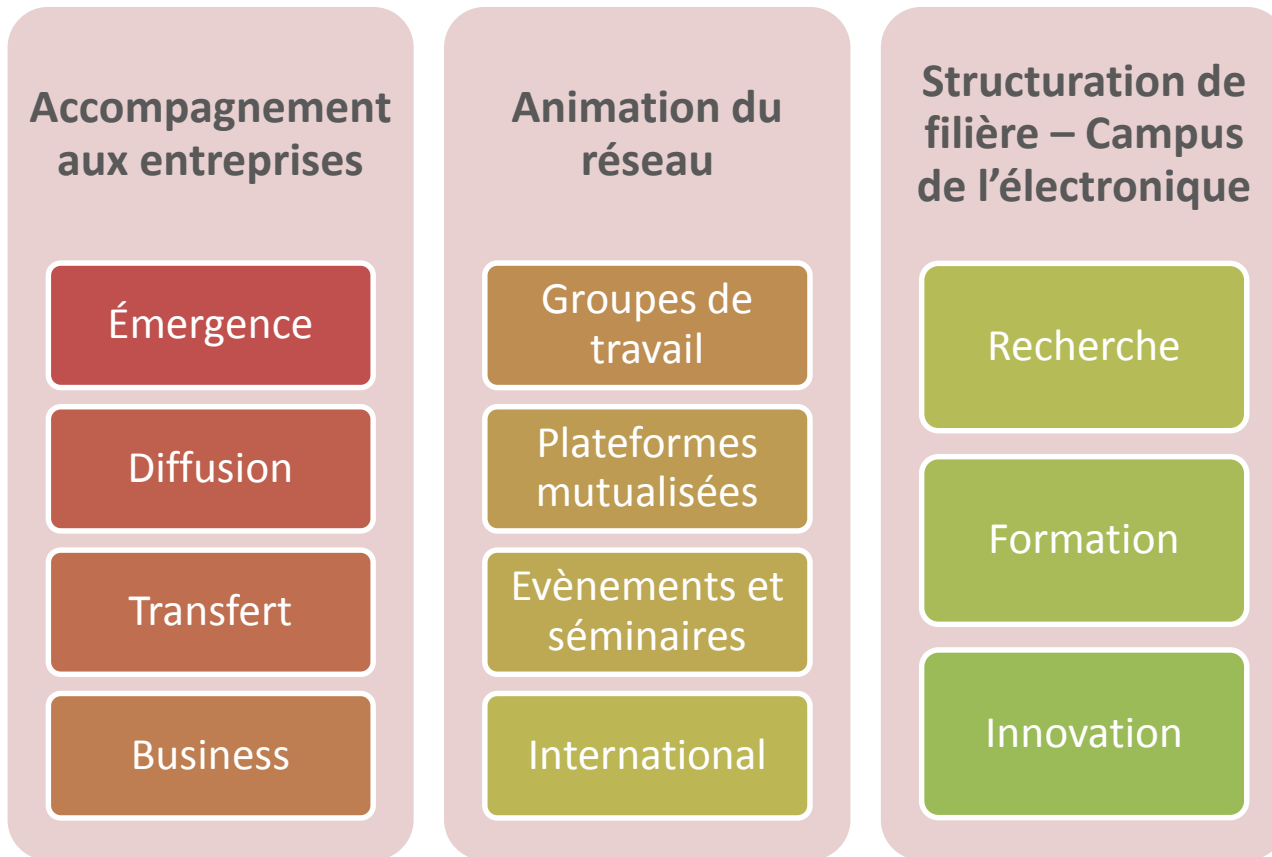 Accompagnement
aux entreprises
Émergence
Diffusion
Transfert
Business
Animation du
réseau
Groupes de
travail
Plateformes
mutualisées
Evènements et
séminaires
International
Structuration de
filière – Campus
de l’électronique
Recherche
Formation
Innovation